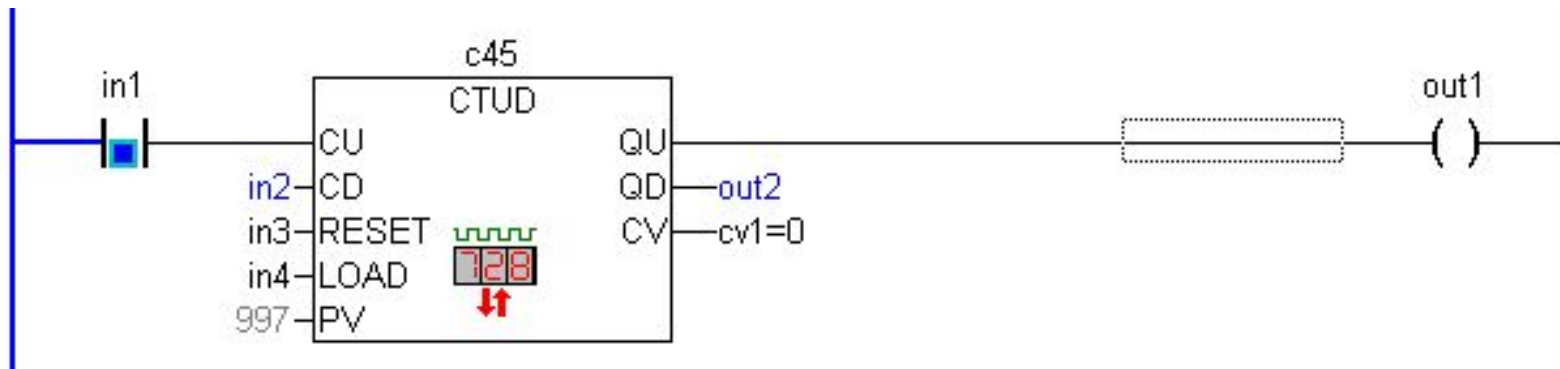 c45
in1
CTUD
out1
CU QU
in2 CD QD out2
in3 RESET CV cv1=0
728
in4 LOAD
997 PV